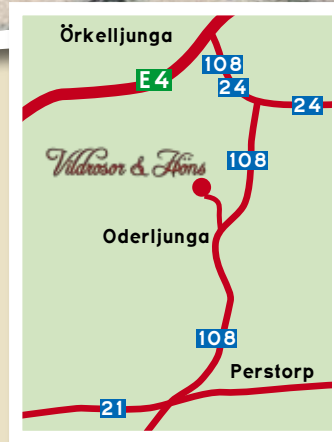 Örkelljunga
108
E4
24
24
Vildrosor & Höns
108
Oderljunga
108
Perstorp
21